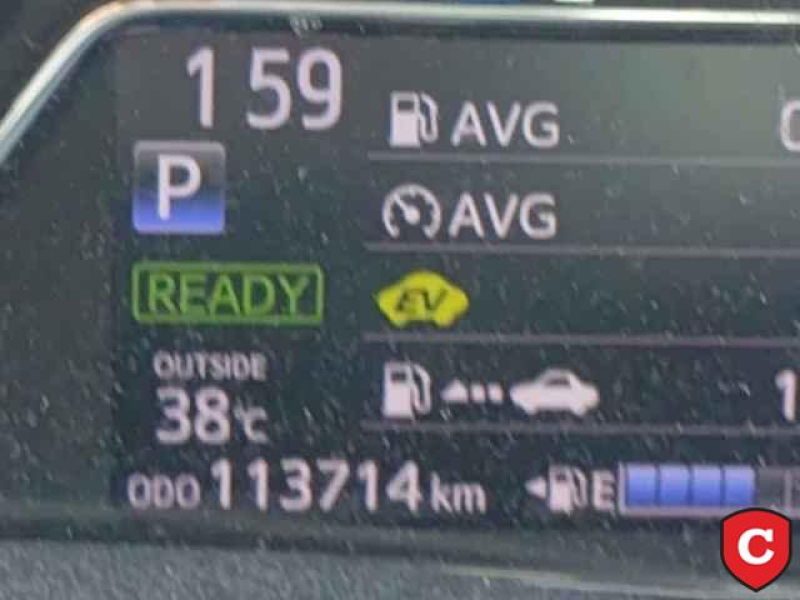 159
AVG
P
AVG
READY
EV
OUTSIDE
38°C
ODO 113714 km
E
C